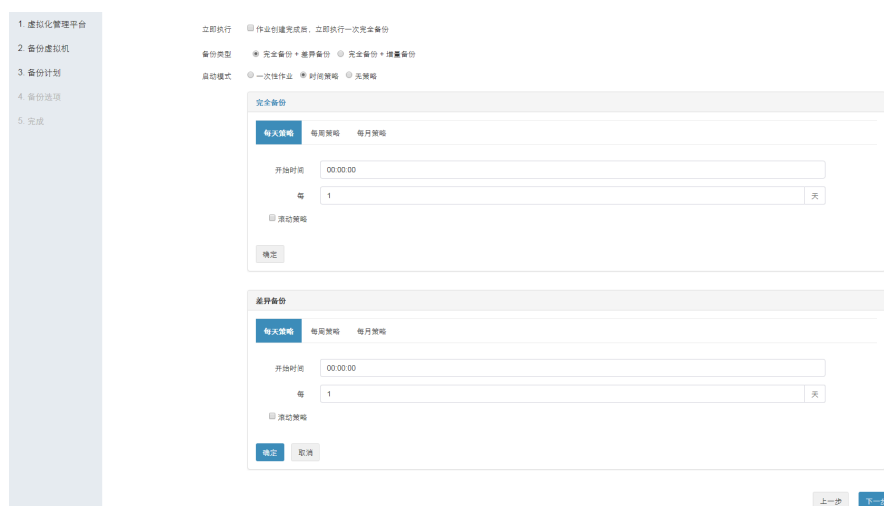 1. 虚拟化管理平台
2. 备份虚拟机
3. 备份计划
4. 备份选项
5. 完成
立即执行 作业创建完成后，立即执行一次完全备份
备份类型 完全备份 + 差异备份 完全备份 + 增量备份
启动模式 一次性作业 时间策略 无策略
完全备份
每天策略 每周策略 每月策略
开始时间 00:00:00
每 1 天
滚动策略
确定
差异备份
每天策略 每周策略 每月策略
开始时间 00:00:00
每 1 天
滚动策略
确定 取消
上一步 下一步